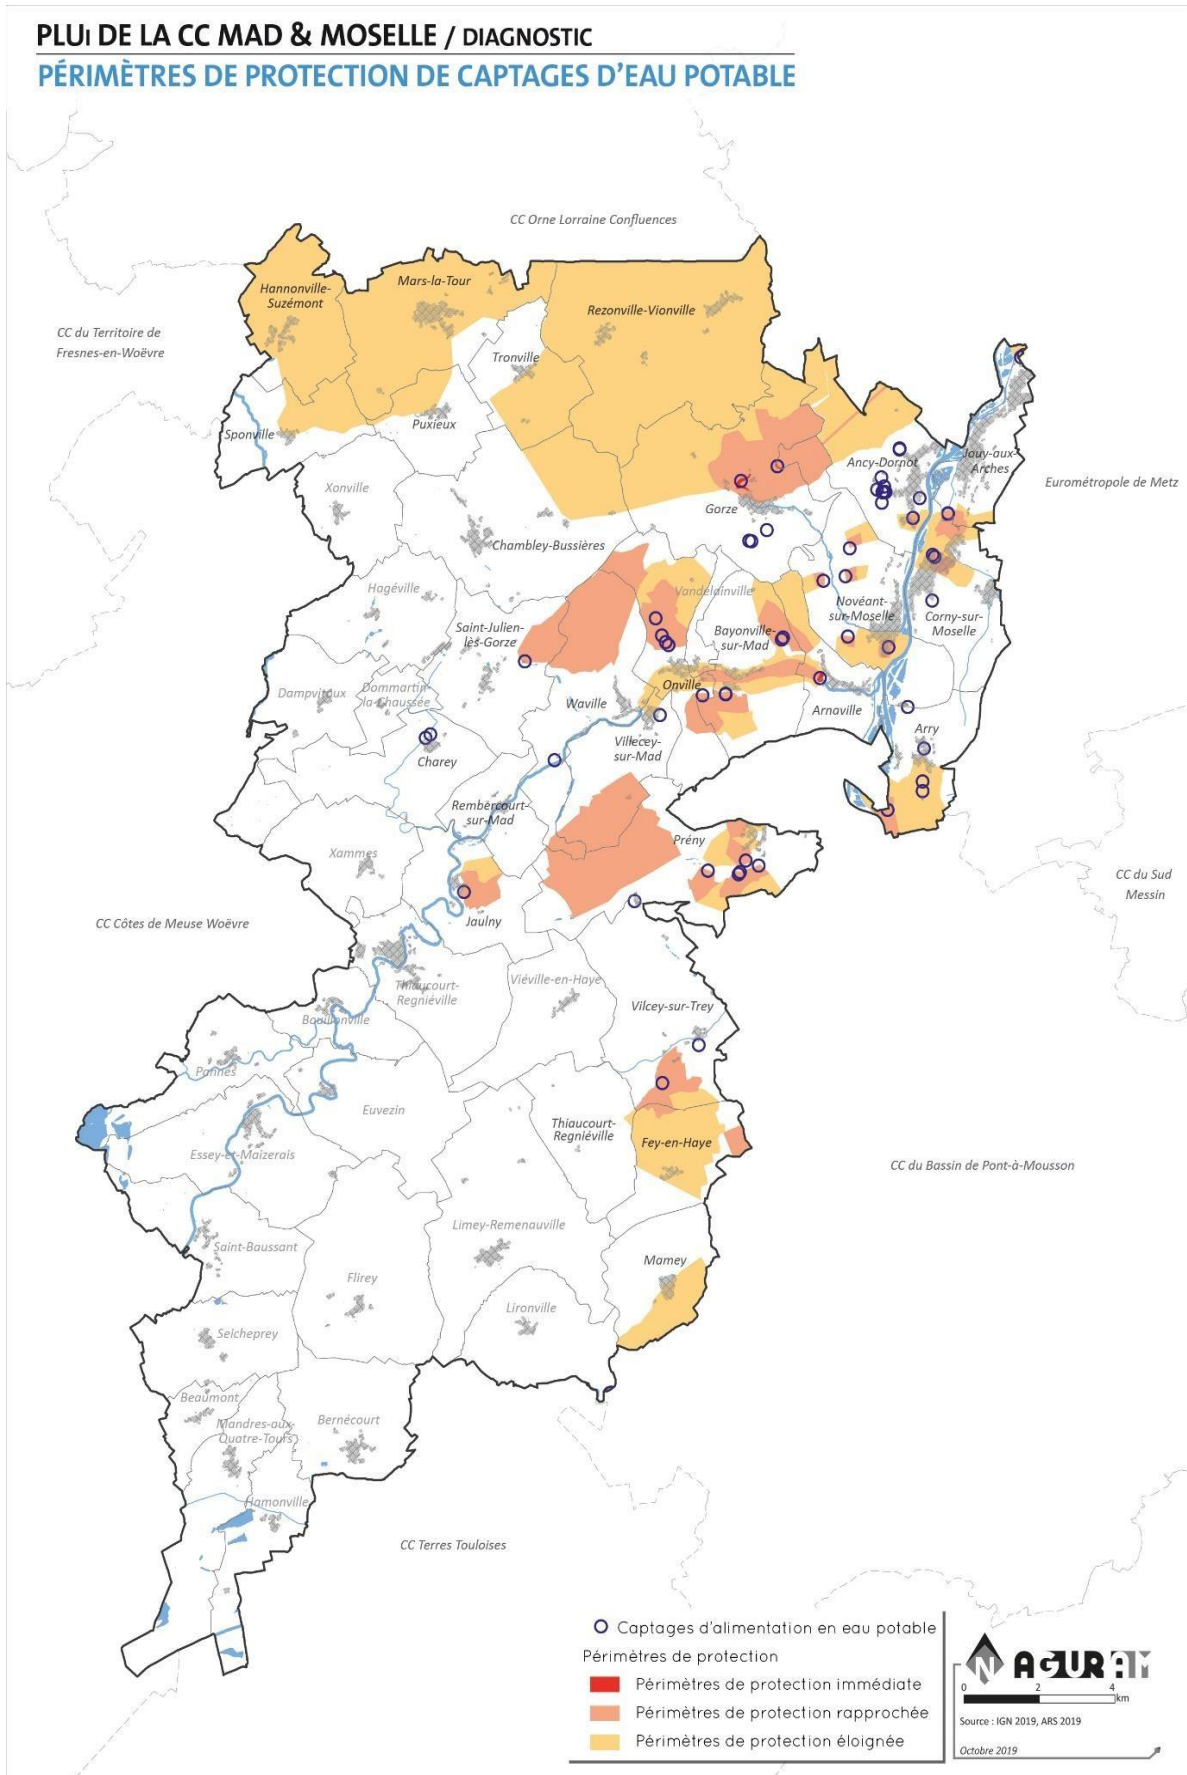 PLUi DE LA CC MAD & MOSELLE / DIAGNOSTIC
PÉRIMÈTRES DE PROTECTION DE CAPTAGES D'EAU POTABLE
CC Orne Lorraine Confluences
Hannonville-
Suzémont
Mars-la-Tour
Rezonville-Vionville
CC du Territoire de
Fresnes-en-Woëvre
Tronville
Puxieux
Sponville
Ancy-Dornot
Jouy-aux-
Arches
Eurométropole de Metz
Xonville
Gorze
Chambley-Bussières
Hagéville
Vandelainville
Novéant-
sur-Moselle
Corny-sur-
Moselle
Saint-Julien-
lès-Gorze
Bayonville-
sur-Mad
Onville
Dampvitoux
Dommartin-
la-Chaussée
Waville
Arnaville
Arry
Villecey-
sur-Mad
Charey
Rembercourt-
sur-Mad
Prény
Xammes
CC du Sud
Messin
CC Côtes de Meuse Woëvre
Jaulny
Thiaucourt-
Regniéville
Viéville-en-Haye
Vilcey-sur-Trey
Bouillonville
Pannes
Euvezin
Thiaucourt-
Regniéville
Fey-en-Haye
Essey-et-Maizerais
CC du Bassin de Pont-à-Mousson
Limey-Remenauville
Saint-Baussant
Mamey
Flirey
Lironville
Seicheprey
Beaumont
Mandres-aux-
Quatre-Tours
Bernécourt
Hamonville
CC Terres Touloises
Captages d'alimentation en eau potable
Périmètres de protection
Périmètres de protection immédiate
Périmètres de protection rapprochée
Périmètres de protection éloignée
N AGURAM
0 2 4
km
Source : IGN 2019, ARS 2019
Octobre 2019